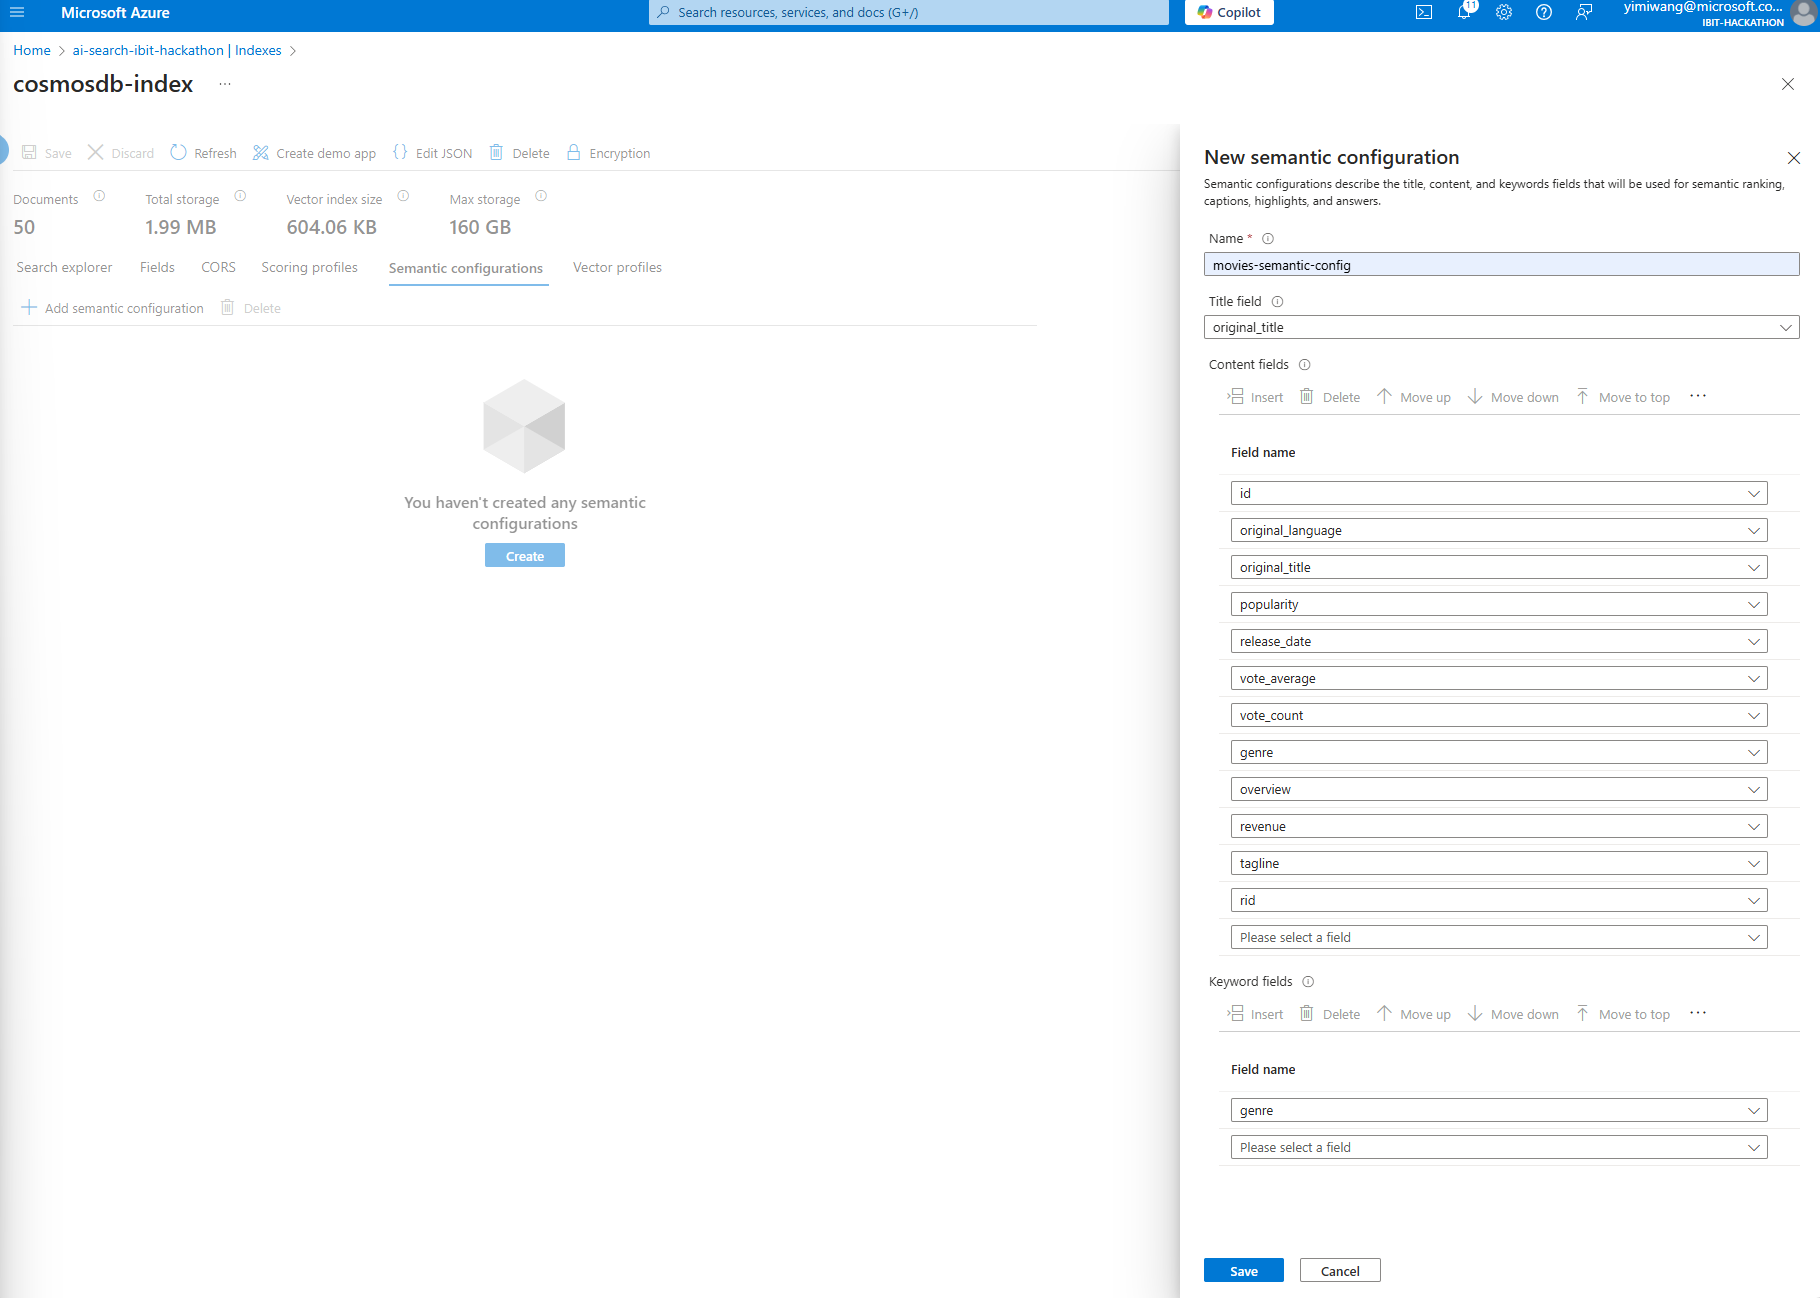 Microsoft Azure
Search resources, services, and docs (G+/)
Copilot
11
yimiwang@microsoft.co...
IBIT-HACKATHON
Home > ai-search-ibit-hackathon | Indexes >
cosmosdb-index ...
Save Discard Refresh Create demo app {} Edit JSON Delete Encryption
Documents Total storage Vector index size Max storage
50 1.99 MB 604.06 KB 160 GB
Search explorer Fields CORS Scoring profiles Semantic configurations Vector profiles
Add semantic configuration Delete
You haven't created any semantic
configurations
Create
New semantic configuration
Semantic configurations describe the title, content, and keywords fields that will be used for semantic ranking,
captions, highlights, and answers.
Name *
movies-semantic-config
Title field
original_title
Content fields
Insert Delete Move up Move down Move to top ...
Field name
id
original_language
original_title
popularity
release_date
vote_average
vote_count
genre
overview
revenue
tagline
rid
Please select a field
Keyword fields
Insert Delete Move up Move down Move to top ...
Field name
genre
Please select a field
Save Cancel